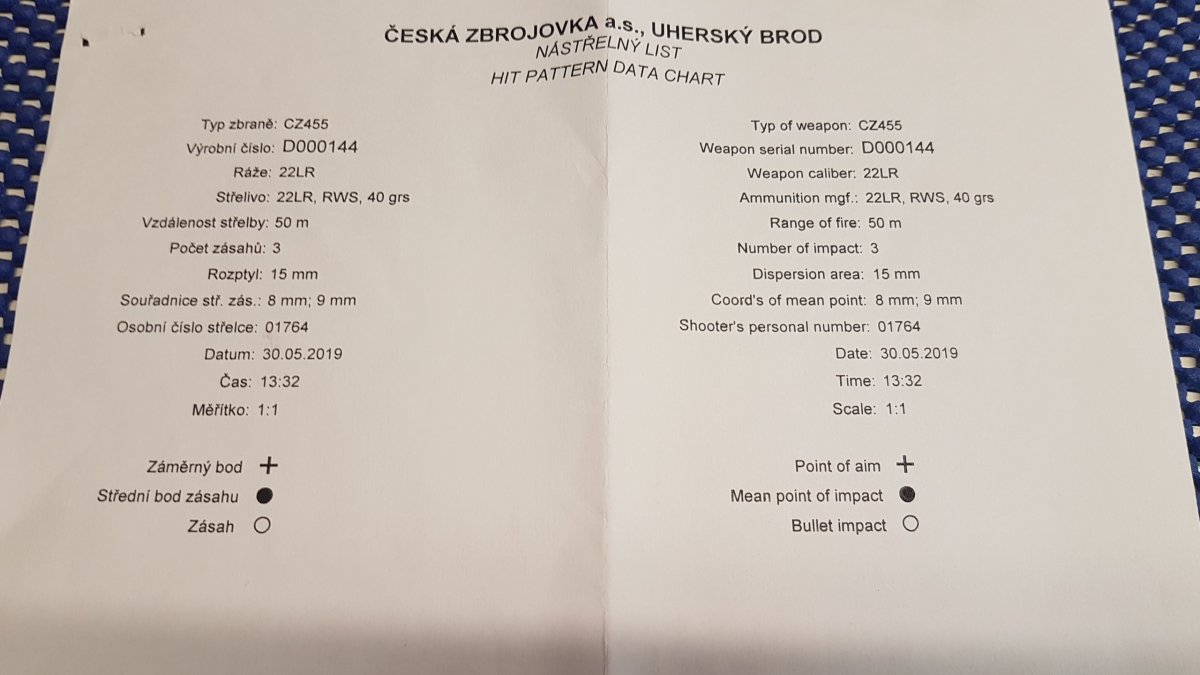 ČESKÁ ZBROJOVKA a.s., UHERSKÝ BROD
NÁSTŘELNÝ LIST
HIT PATTERN DATA CHART
Typ zbraně: CZ455
Výrobní číslo: D000144
Ráže: 22LR
Střelivo: 22LR, RWS, 40 grs
Vzdálenost střelby: 50 m
Počet zásahů: 3
Rozptyl: 15 mm
Souřadnice stř. zás.: 8 mm; 9 mm
Osobní číslo střelce: 01764
Datum: 30.05.2019
Čas: 13:32
Měřítko: 1:1
Záměrný bod
Střední bod zásahu
Zásah
Typ of weapon: CZ455
Weapon serial number: D000144
Weapon caliber: 22LR
Ammunition mgf.: 22LR, RWS, 40 grs
Range of fire: 50 m
Number of impact: 3
Dispersion area: 15 mm
Coord's of mean point: 8 mm; 9 mm
Shooter's personal number: 01764
Date: 30.05.2019
Time: 13:32
Scale: 1:1
Point of aim
Mean point of impact
Bullet impact